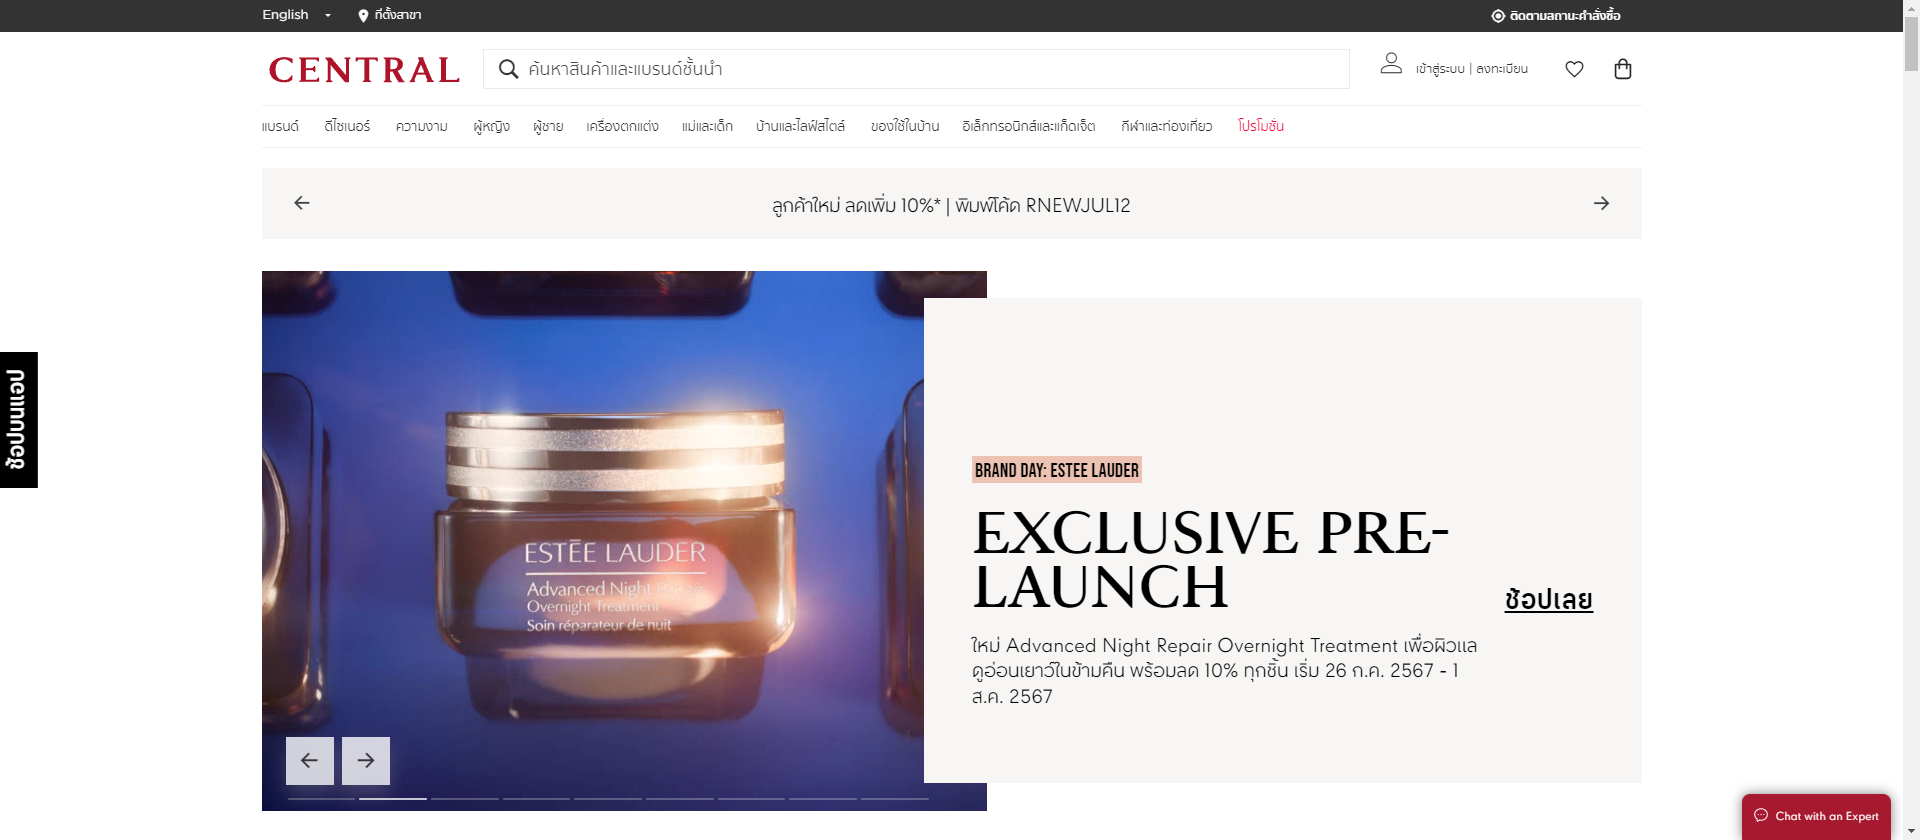 English
ที่ตั้งสาขา
ติดตามสถานะคำสั่งซื้อ
CENTRAL
ค้นหาสินค้าและแบรนด์ชั้นนำ
เข้าสู่ระบบ | ลงทะเบียน
แบรนด์ ดีไซเนอร์ ความงาม ผู้หญิง ผู้ชาย เครื่องตกแต่ง แม่และเด็ก บ้านและไลฟ์สไตล์ ของใช้ในบ้าน อิเล็กทรอนิกส์และแก็ดเจ็ต กีฬาและท่องเที่ยว โปรโมชั่น
ลูกค้าใหม่ ลดเพิ่ม 10%* | พิมพ์โค้ด RNEWJUL12
ช้อปบนแอป
ESTĒE LAUDER
Advanced Night Repair
Overnight Treatment
Soin réparateur de nuit
BRAND DAY: ESTEE LAUDER
EXCLUSIVE PRE-
LAUNCH
ช้อปเลย
ใหม่ Advanced Night Repair Overnight Treatment เพื่อผิวแล
ดูอ่อนเยาว์ในข้ามคืน พร้อมลด 10% ทุกชิ้น เริ่ม 26 ก.ค. 2567 - 1
ส.ค. 2567
Chat with an Expert